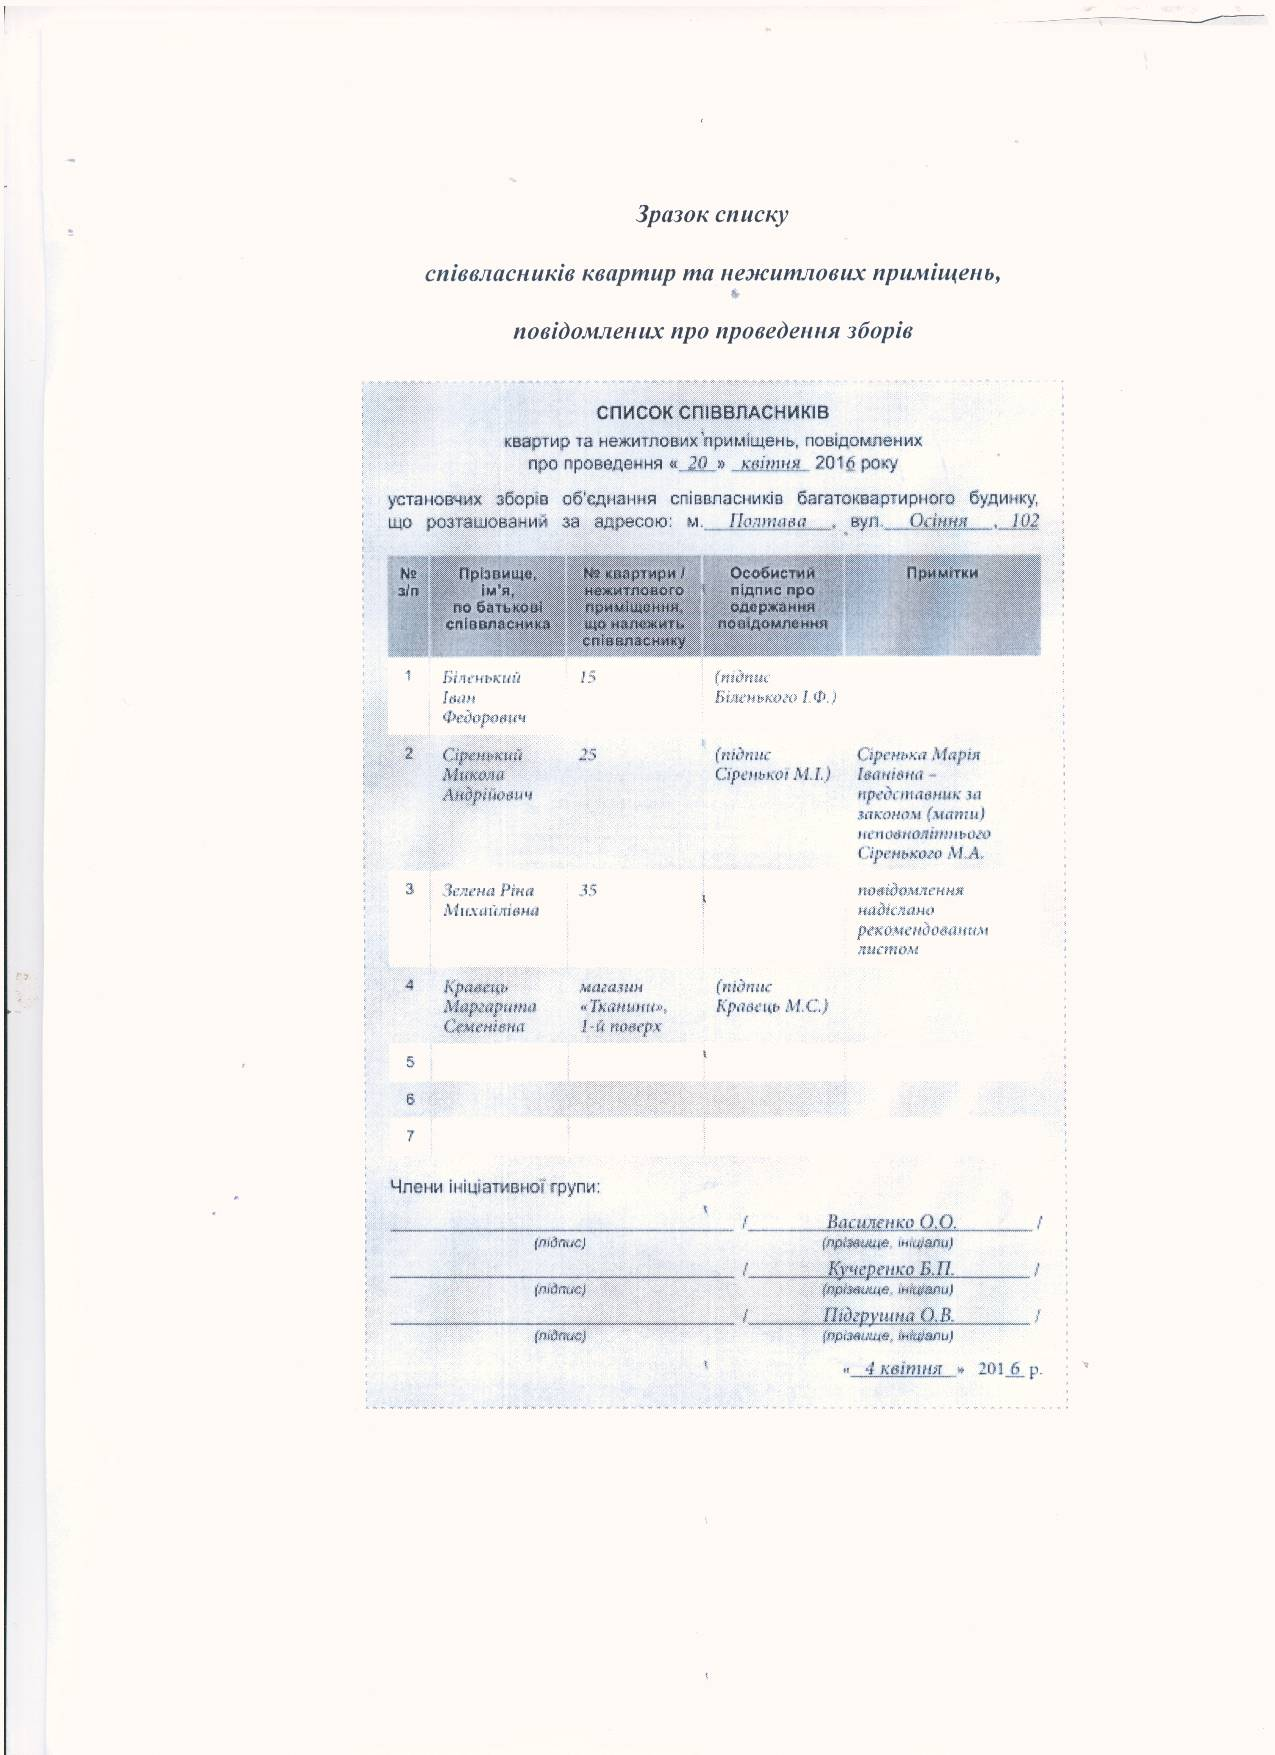 Зразок списку
співвласників квартир та нежитлових приміщень,
повідомлених про проведення зборів
СПИСОК СПІВВЛАСНИКІВ
квартир та нежитлових приміщень, повідомлених
про проведення « 20 » квітня 2016 року
установчих зборів об'єднання співвласників багатоквартирного будинку,
що розташований за адресою: м. Полтава, вул. Осіння, 102
№ з/п
Прізвище, ім'я, по батькові співвласника
№ квартири / нежитлового приміщення, що належить співвласнику
Особистий підпис про одержання повідомлення
Примітки
1 Біленький 15 (підпис
Іван Біленького І.Ф.)
Федорович
2 Сіренький 25 (підпис Сіренька Марія
Микола Сіренької М.І.) Іванівна –
Андрійович представник за
законом (мати)
неповнолітнього
Сіренького М.А.
3 Зелена Ріна 35 повідомлення
Михайлівна надіслано
рекомендованим
листом
4 Кравець магазин (підпис
Маргарита «Тканини», Кравець М.С.)
Семенівна 1-й поверх
5
6
7
Члени ініціативної групи:
/ Василенко О.О. /
(підпис) (прізвище, ініціали)
/ Кучеренко Б.П. /
(підпис) (прізвище, ініціали)
/ Підгрушна О.В. /
(підпис) (прізвище, ініціали)
« 4 квітня » 2016 р.